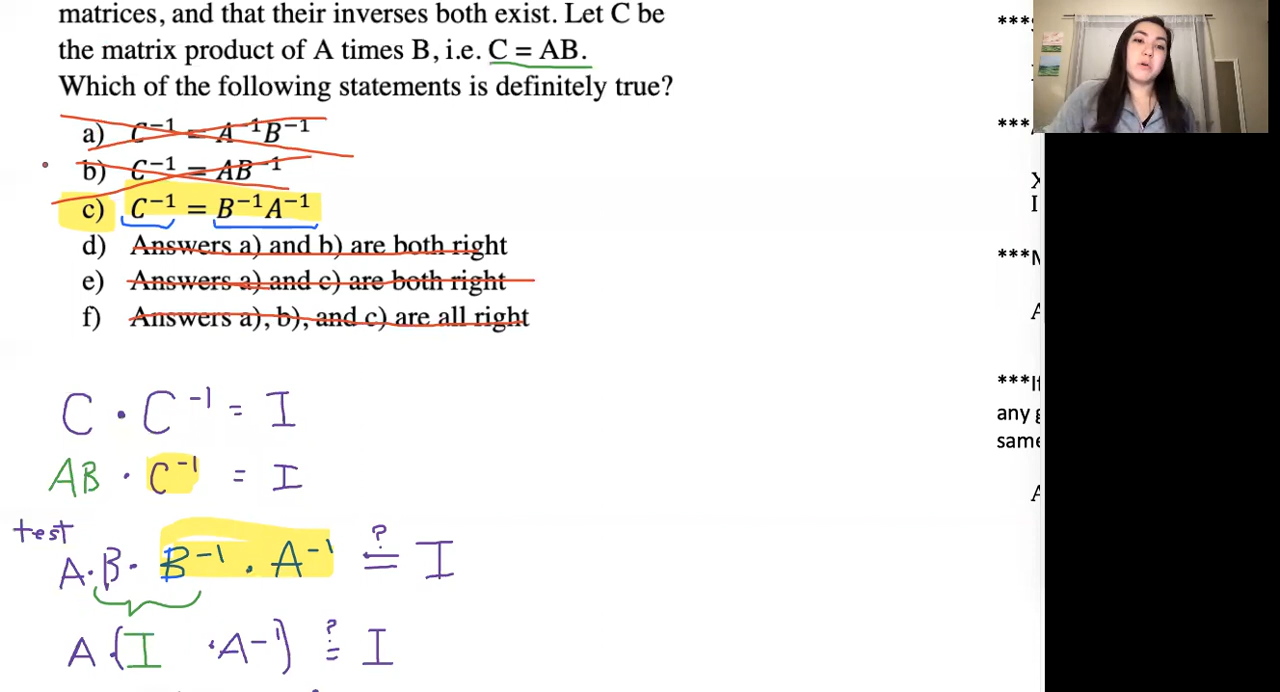 matrices, and that their inverses both exist. Let C be
the matrix product of A times B, i.e. C = AB.
Which of the following statements is definitely true?
a) C⁻¹ = A⁻¹B⁻¹
b) C⁻¹ = AB⁻¹
c) C⁻¹ = B⁻¹A⁻¹
d) Answers a) and b) are both right
e) Answers a) and c) are both right
f) Answers a), b), and c) are all right
C · C⁻¹ = I
AB · C⁻¹ = I
test
A·B· B⁻¹ · A⁻¹ ≟ I
A (I · A⁻¹) ≟ I
***
***
I
***
***I
any
same